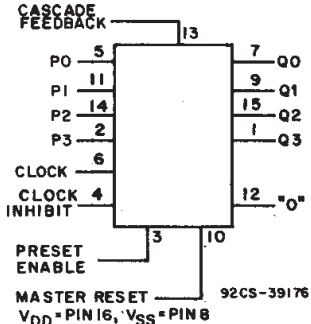 CASCADE
FEEDBACK
13
P0 5 7 Q0
P1 11 9 Q1
P2 14 15 Q2
P3 2 1 Q3
CLOCK 6
CLOCK
INHIBIT 4 12 "0"
3 10
PRESET
ENABLE
MASTER RESET 92CS-39176
VDD=PIN 16, VSS=PIN 8